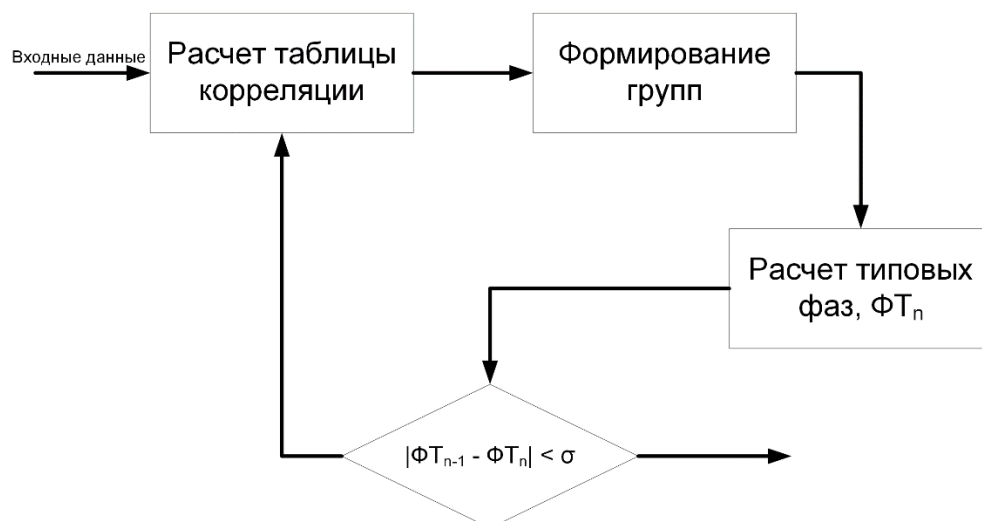 Входные данные
Расчет таблицы
корреляции
Формирование
групп
Расчет типовых
фаз, ФТn
|ФТn-1 - ФТn| < σ